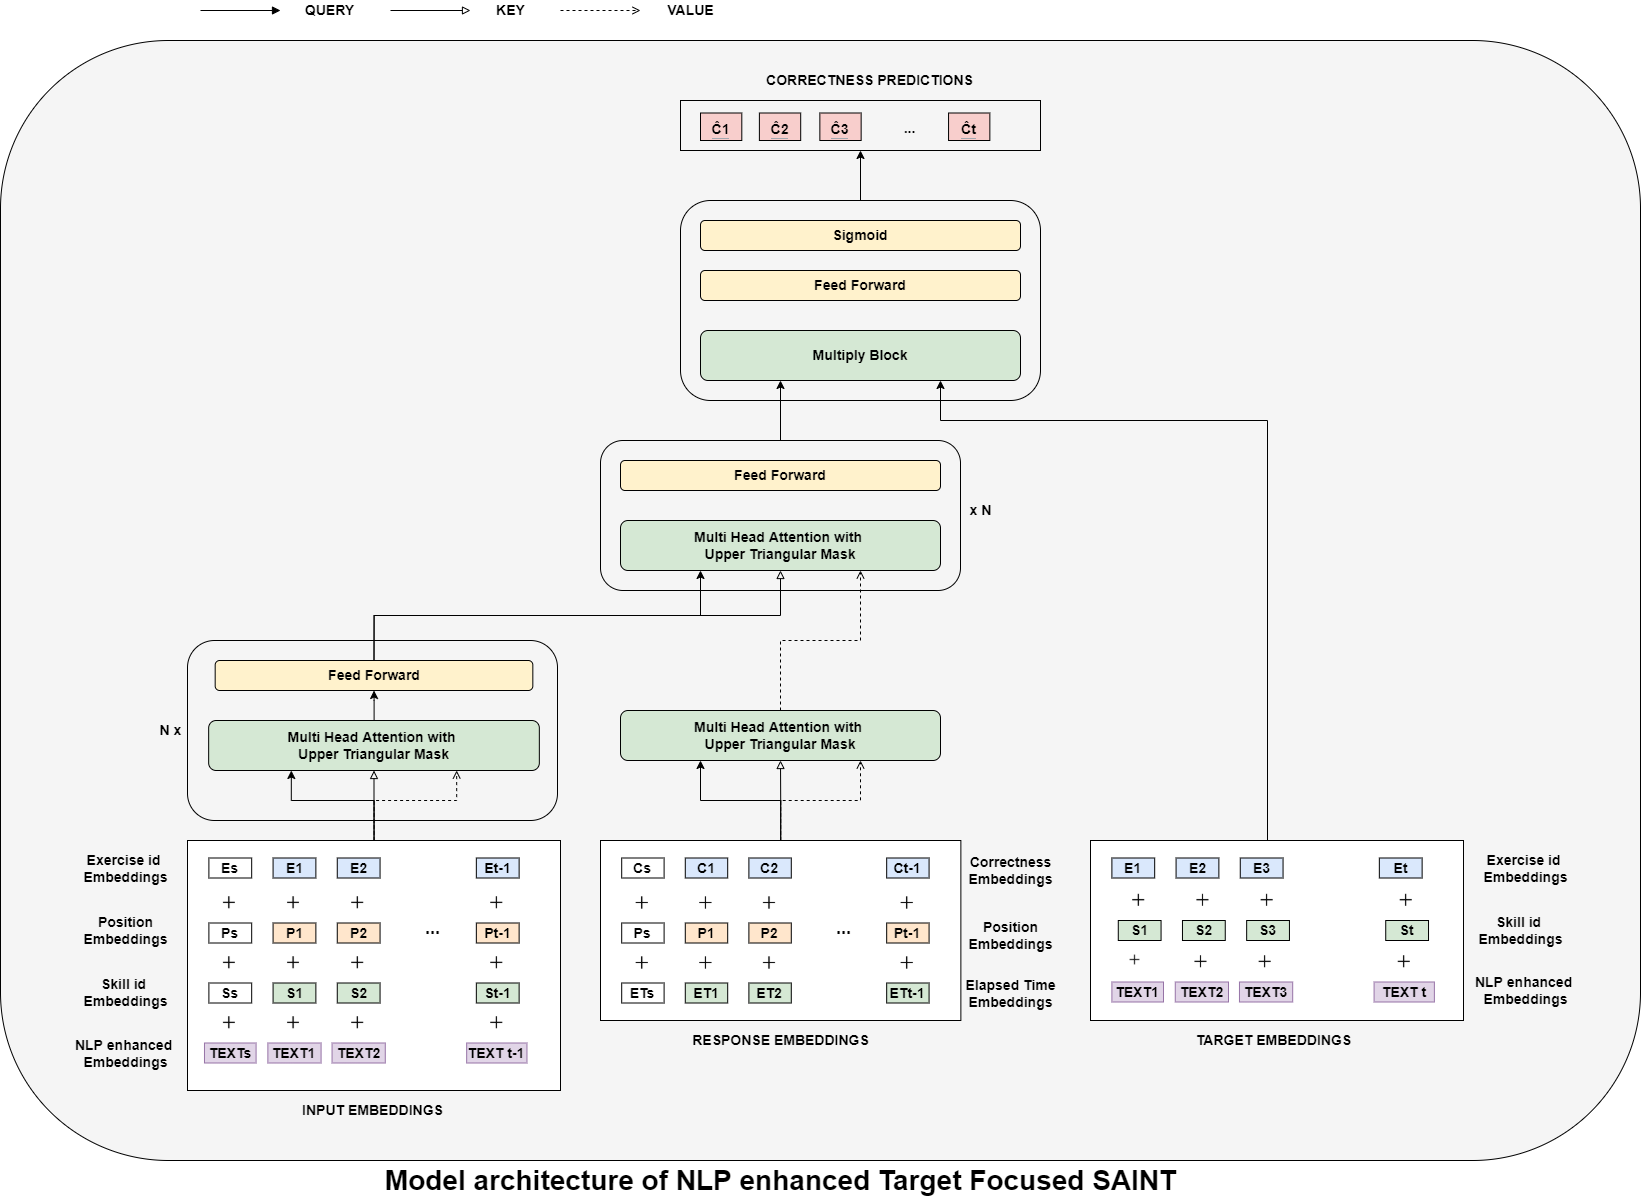 QUERY KEY VALUE
CORRECTNESS PREDICTIONS
Ĉ1 Ĉ2 Ĉ3 ... Ĉt
Sigmoid
Feed Forward
Multiply Block
Feed Forward
x N
Multi Head Attention with
Upper Triangular Mask
Feed Forward
N x
Multi Head Attention with
Upper Triangular Mask
Multi Head Attention with
Upper Triangular Mask
Exercise id
Embeddings
Es E1 E2 Et-1
+ + + +
Position
Embeddings
Ps P1 P2 ... Pt-1
+ + + +
Skill id
Embeddings
Ss S1 S2 St-1
+ + + +
NLP enhanced
Embeddings
TEXTs TEXT1 TEXT2 TEXT t-1
INPUT EMBEDDINGS
Cs C1 C2 Ct-1
Correctness
Embeddings
+ + + +
Ps P1 P2 ... Pt-1
Position
Embeddings
+ + + +
ETs ET1 ET2 ETt-1
Elapsed Time
Embeddings
RESPONSE EMBEDDINGS
E1 E2 E3 Et
Exercise id
Embeddings
+ + + +
S1 S2 S3 St
Skill id
Embeddings
+ + + +
TEXT1 TEXT2 TEXT3 TEXT t
NLP enhanced
Embeddings
TARGET EMBEDDINGS
Model architecture of NLP enhanced Target Focused SAINT